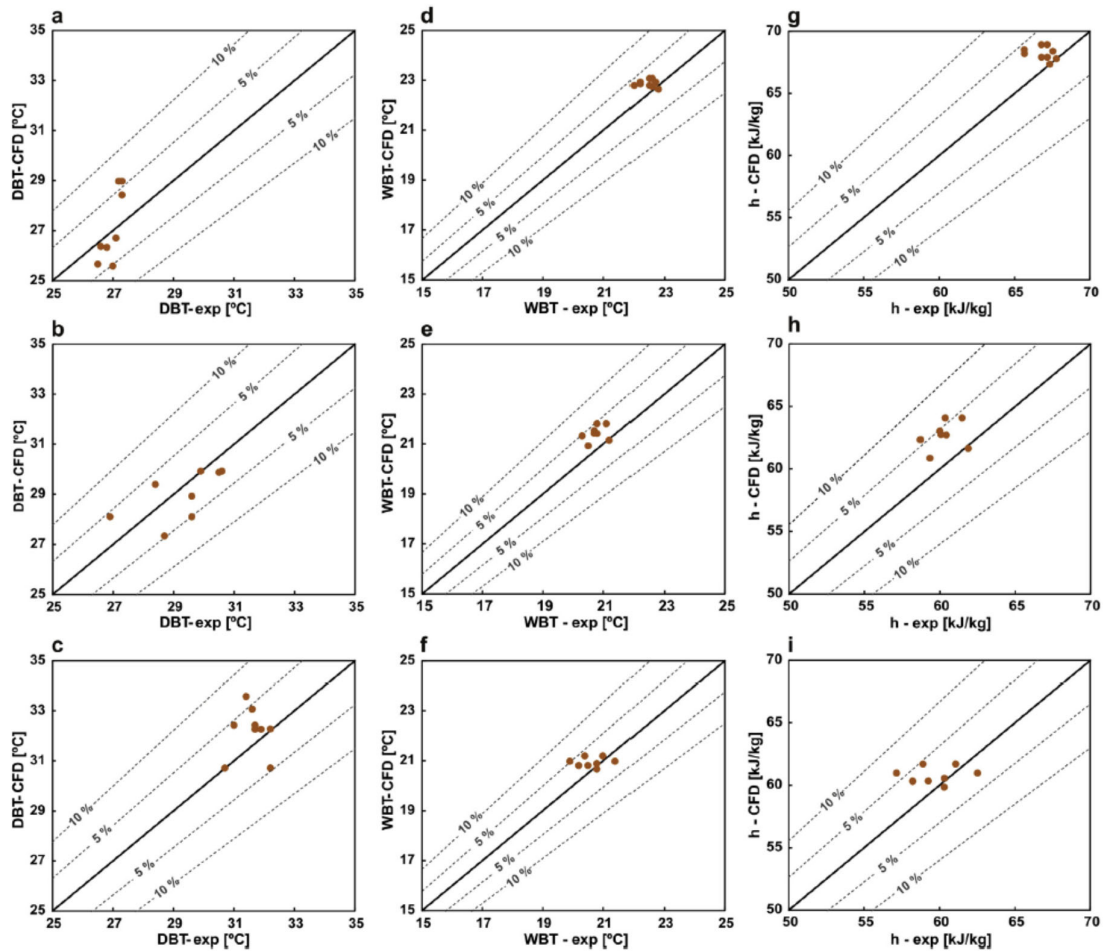 a
35
33
31
29
27
25
DBT-CFD [ºC]
10 %
5 %
5 %
10 %
25 27 29 31 33 35
DBT-exp [ºC]
d
25
23
21
19
17
15
WBT-CFD [ºC]
10 %
5 %
5 %
10 %
15 17 19 21 23 25
WBT - exp [ºC]
g
70
65
60
55
50
h - CFD [kJ/kg]
10 %
5 %
5 %
10 %
50 55 60 65 70
h - exp [kJ/kg]
b
35
33
31
29
27
25
DBT-CFD [ºC]
10 %
5 %
5 %
10 %
25 27 29 31 33 35
DBT-exp [ºC]
e
25
23
21
19
17
15
WBT-CFD [ºC]
10 %
5 %
5 %
10 %
15 17 19 21 23 25
WBT - exp [ºC]
h
70
65
60
55
50
h - CFD [kJ/kg]
10 %
5 %
5 %
10 %
50 55 60 65 70
h - exp [kJ/kg]
c
35
33
31
29
27
25
DBT-CFD [ºC]
10 %
5 %
5 %
10 %
25 27 29 31 33 35
DBT-exp [ºC]
f
25
23
21
19
17
15
WBT-CFD [ºC]
10 %
5 %
5 %
10 %
15 17 19 21 23 25
WBT - exp [ºC]
i
70
65
60
55
50
h - CFD [kJ/kg]
10 %
5 %
5 %
10 %
50 55 60 65 70
h - exp [kJ/kg]